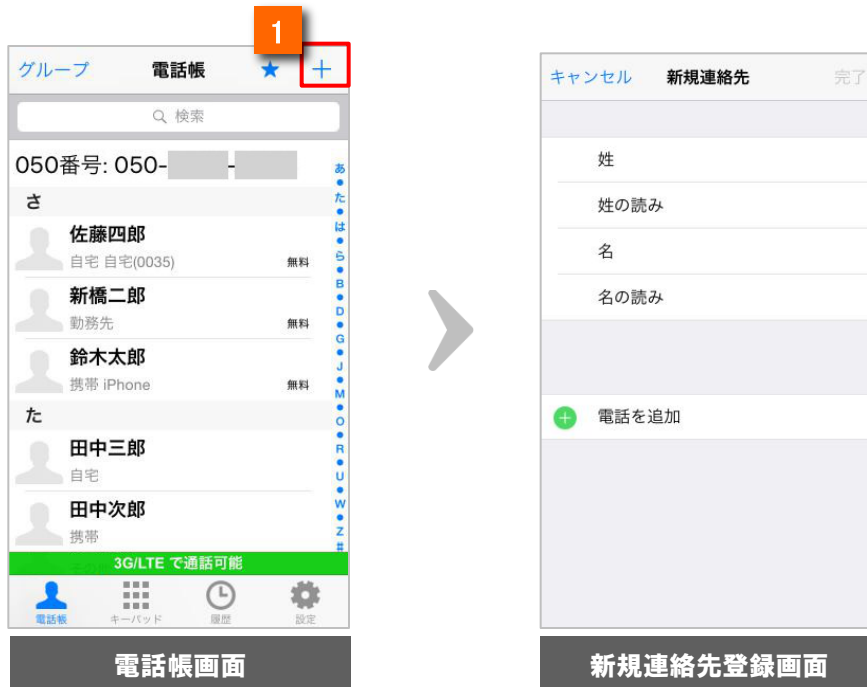 1
グループ 電話帳 ★ ＋
検索
050番号: 050- -
さ
佐藤四郎
自宅 自宅(0035) 無料
新橋二郎
勤務先 無料
鈴木太郎
携帯 iPhone 無料
た
田中三郎
自宅
田中次郎
携帯
あ
た
は
ら
B
D
G
J
M
O
R
U
W
Z
#
3G/LTE で通話可能
電話帳 キーパッド 履歴 設定
電話帳画面
キャンセル 新規連絡先 完了
姓
姓の読み
名
名の読み
電話を追加
新規連絡先登録画面